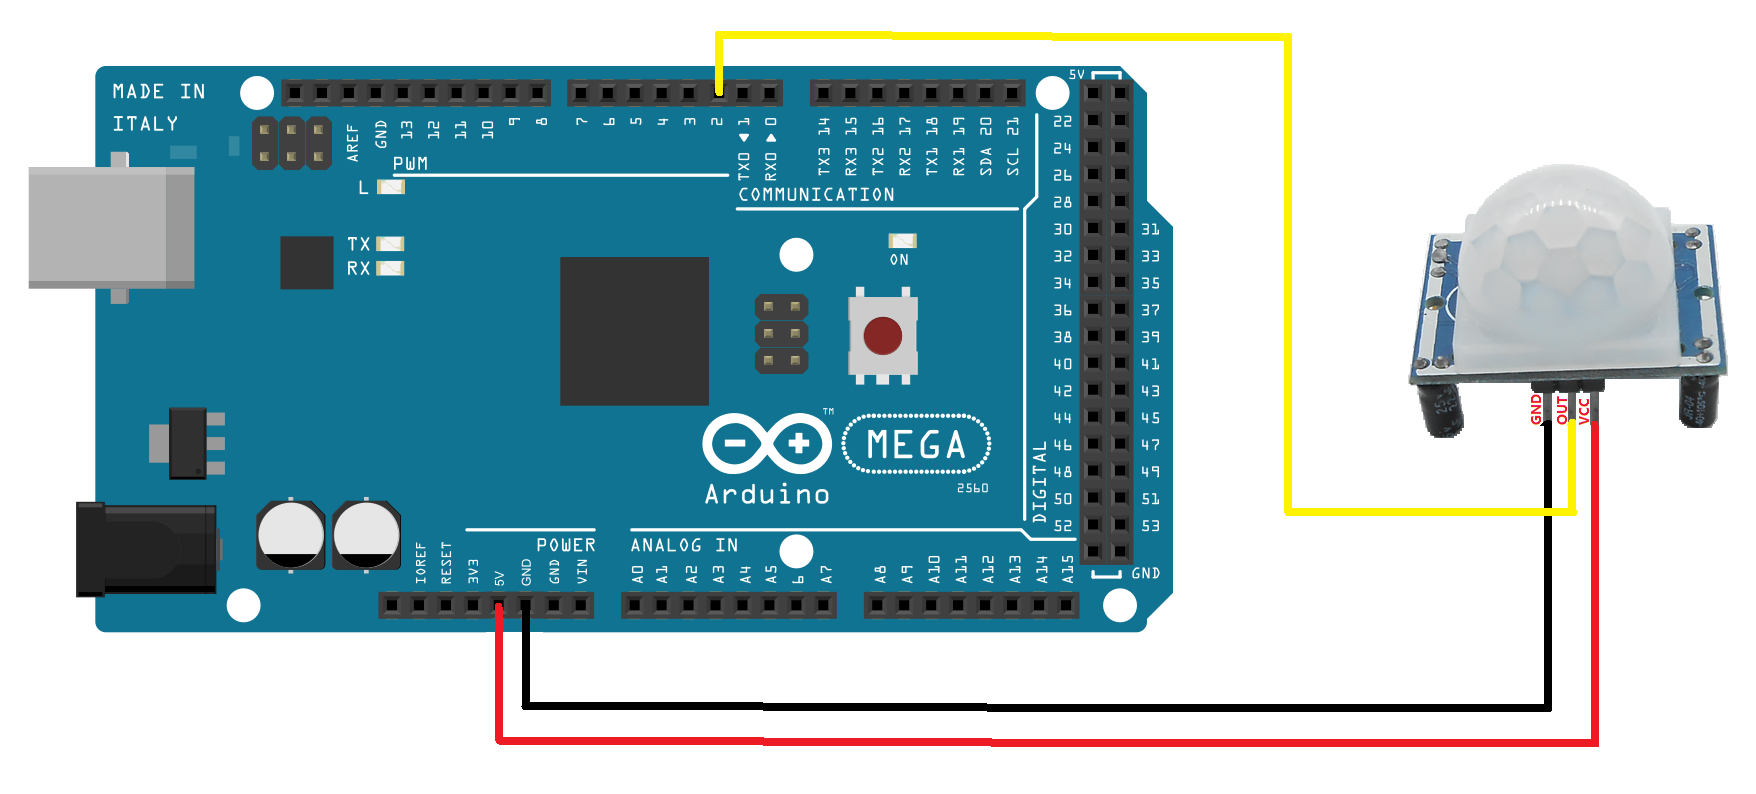 MADE IN
ITALY
5V
AREF
GND
13
12
11
10
9
8
7
6
5
4
3
2
TX0 ◀ 1
RX0 ▶ 0
TX3 14
RX3 15
TX2 16
RX2 17
TX1 18
RX1 19
SDA 20
SCL 21
PWM
COMMUNICATION
L
TX
RX
ON
22
24
26
28
30 31
32 33
34 35
36 37
38 39
40 41
42 43
44 45
46 47
48 49
50 51
52 53
GND
DIGITAL
TM
MEGA
Arduino
2560
POWER
ANALOG IN
IOREF
RESET
3V3
5V
GND
GND
VIN
A0
A1
A2
A3
A4
A5
6
A7
A8
A9
A10
A11
A12
A13
A14
A15
GND
OUT
VCC